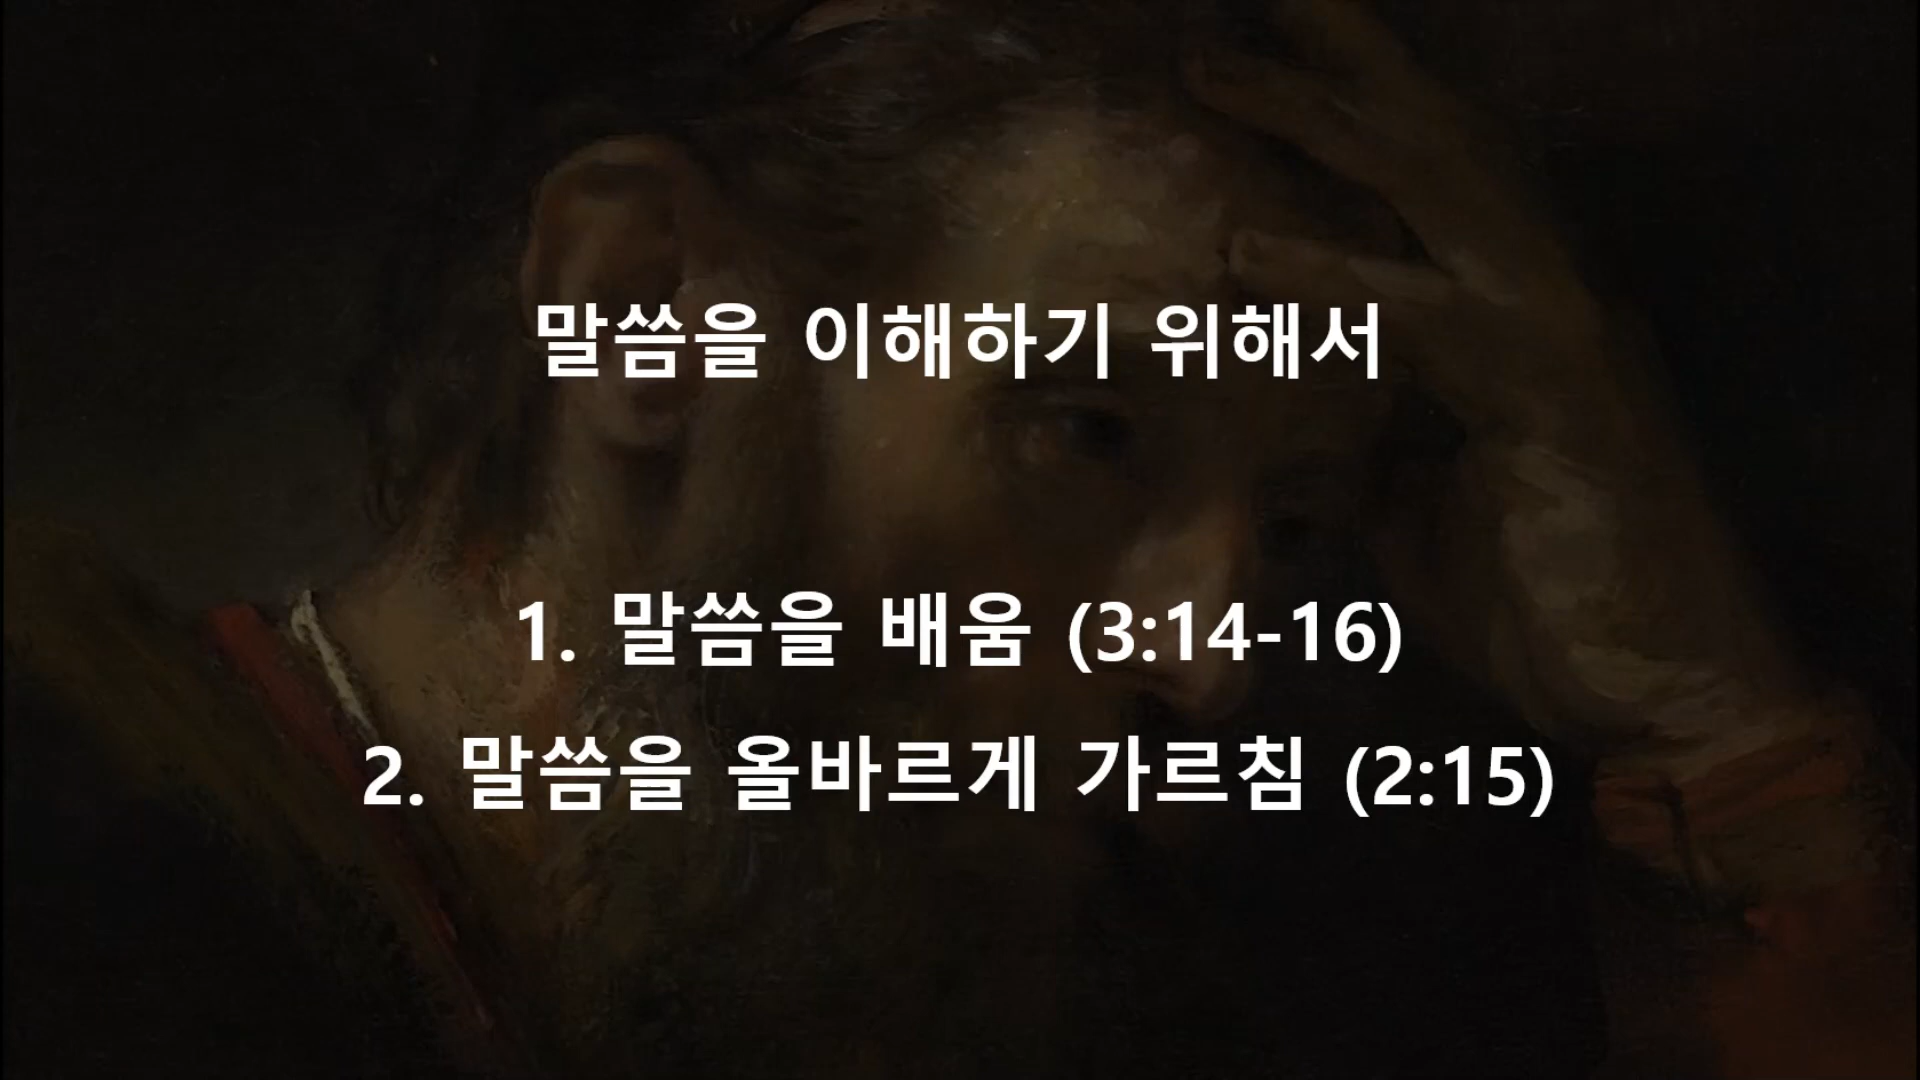 말씀을 이해하기 위해서
1. 말씀을 배움 (3:14-16)
2. 말씀을 올바르게 가르침 (2:15)